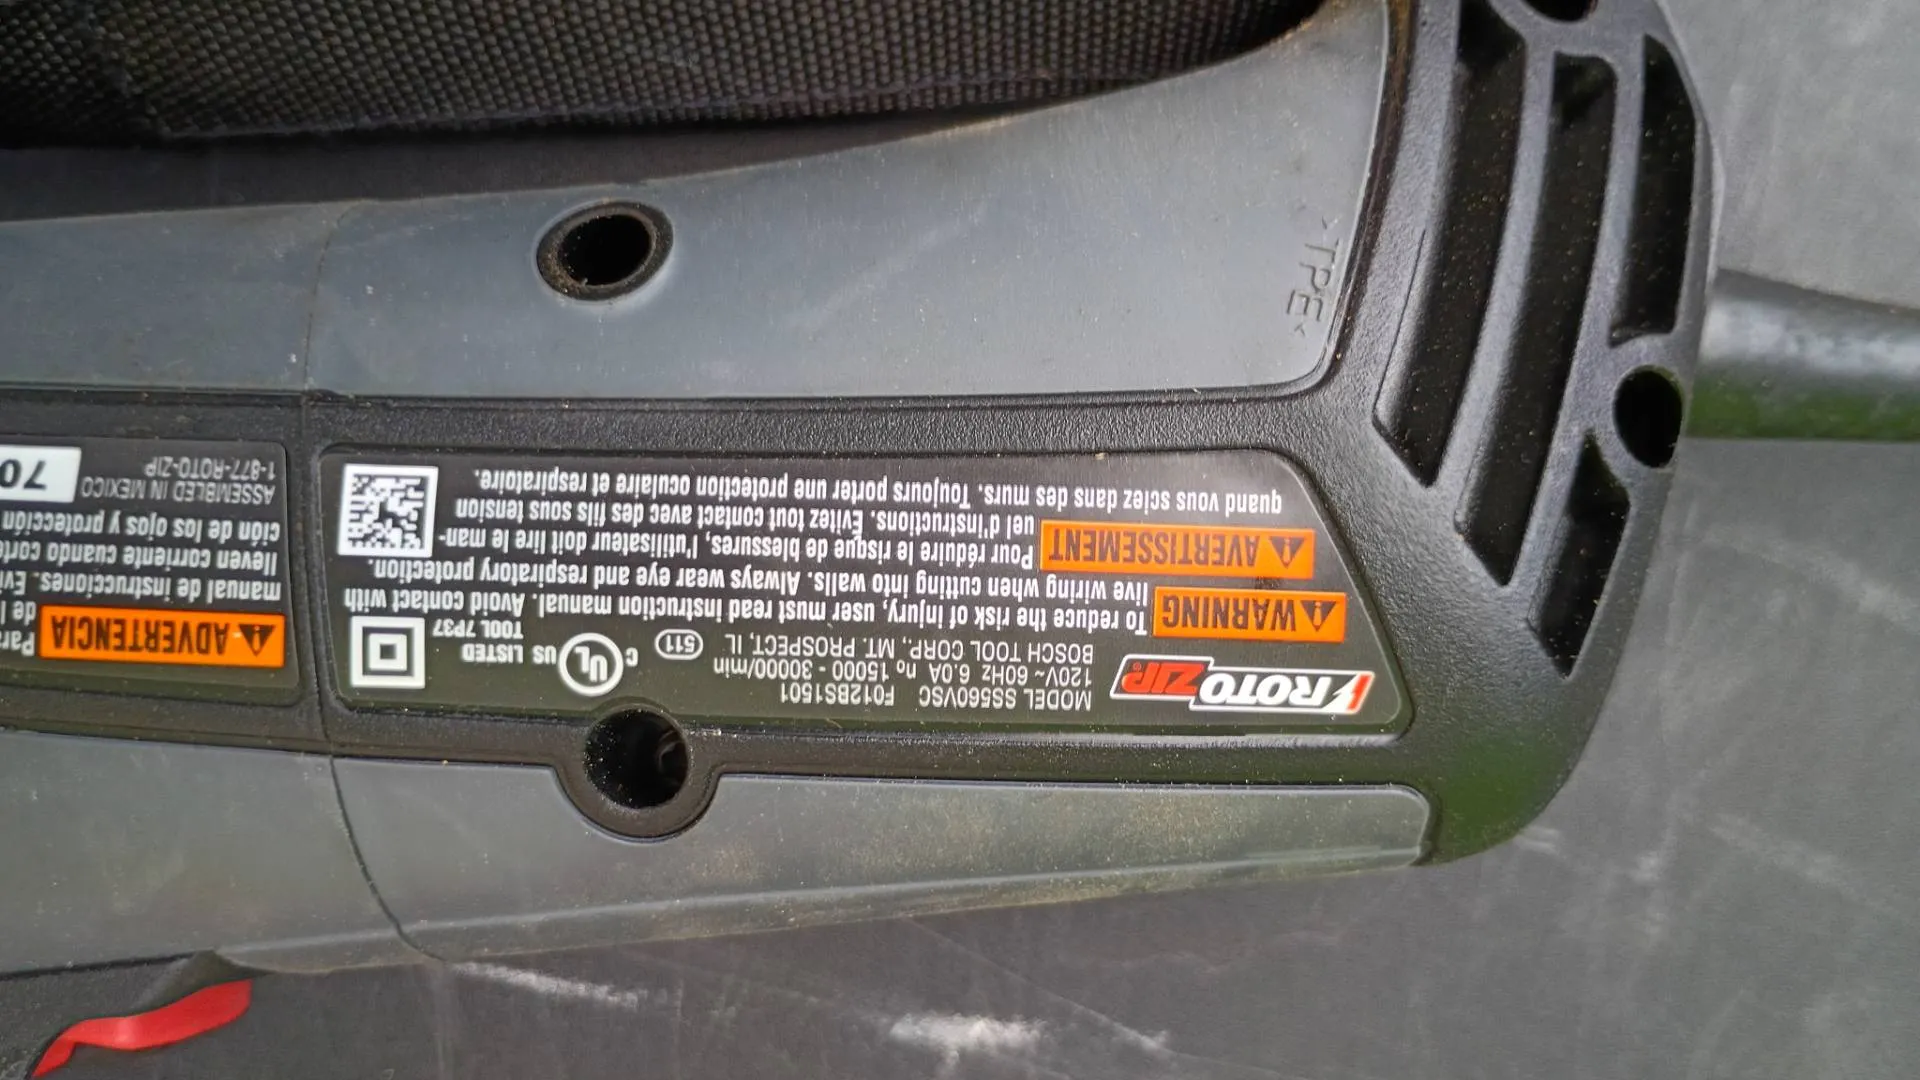 ROTOZIP®
MODEL SS560VSC F012BS1501
120V~ 60Hz 6.0A n₀ 15000 - 30000/min
BOSCH TOOL CORP., MT. PROSPECT, IL 511
C UL US LISTED
TOOL 7P37
WARNING To reduce the risk of injury, user must read instruction manual. Avoid contact with
live wiring when cutting into walls. Always wear eye and respiratory protection.
AVERTISSEMENT Pour réduire le risque de blessures, l'utilisateur doit lire le man-
uel d'instructions. Évitez tout contact avec des fils sous tension
quand vous sciez dans des murs. Toujours porter une protection oculaire et respiratoire.
ADVERTENCIA Para
de
manual de instrucciones.
lleven corriente cuando
ción de los ojos y protección
ASSEMBLED IN MEXICO
1-877-ROTO-ZIP
70
>TPE<